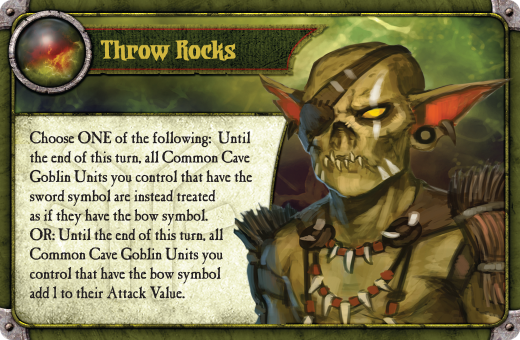 Throw Rocks
Choose ONE of the following: Until
the end of this turn, all Common Cave
Goblin Units you control that have the
sword symbol are instead treated
as if they have the bow symbol.
OR: Until the end of this turn, all
Common Cave Goblin Units you
control that have the bow symbol
add 1 to their Attack Value.